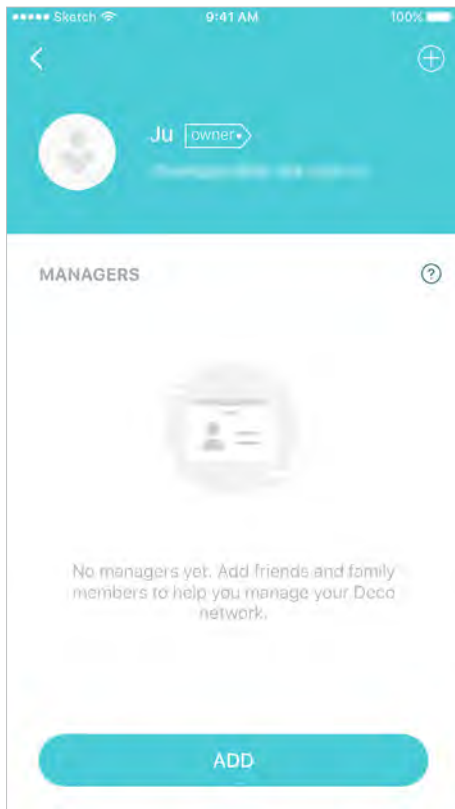 Sketch 9:41 AM 100%
Ju owner
MANAGERS ?
No managers yet. Add friends and family
members to help you manage your Deco
network.
ADD